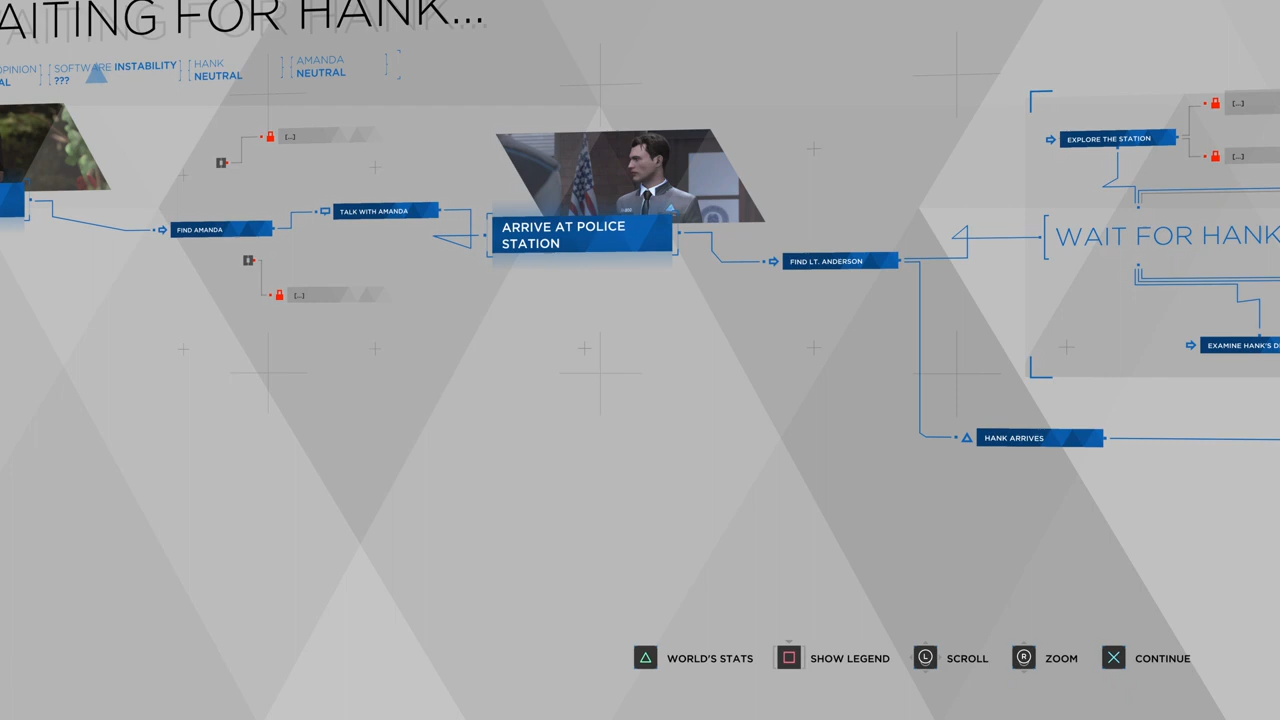 AITING FOR HANK...
OPINION
AL
SOFTWARE INSTABILITY
???
HANK
NEUTRAL
AMANDA
NEUTRAL
[...]
[...]
[...]
EXPLORE THE STATION
[...]
TALK WITH AMANDA
FIND AMANDA
ARRIVE AT POLICE
STATION
WAIT FOR HANK
FIND LT. ANDERSON
[...]
EXAMINE HANK'S D
HANK ARRIVES
WORLD'S STATS
SHOW LEGEND
L
SCROLL
R
ZOOM
CONTINUE